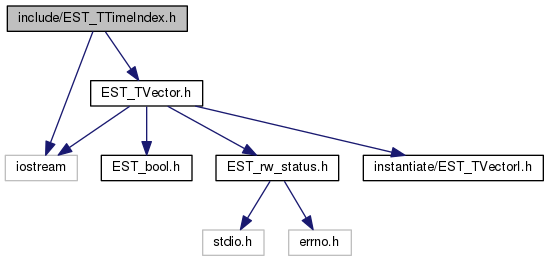 include/EST_TTimeIndex.h
EST_TVector.h
iostream
EST_bool.h
EST_rw_status.h
instantiate/EST_TVectorI.h
stdio.h
errno.h